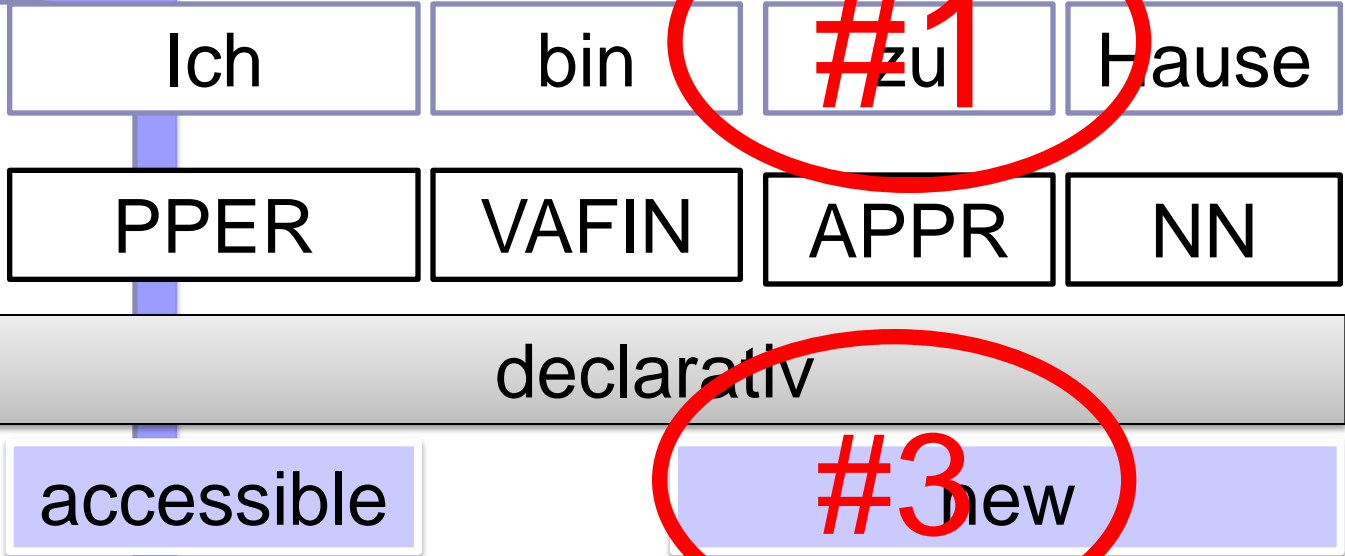 Ich bin zu Hause
#1
PPER VAFIN APPR NN
declarativ
accessible new
#3